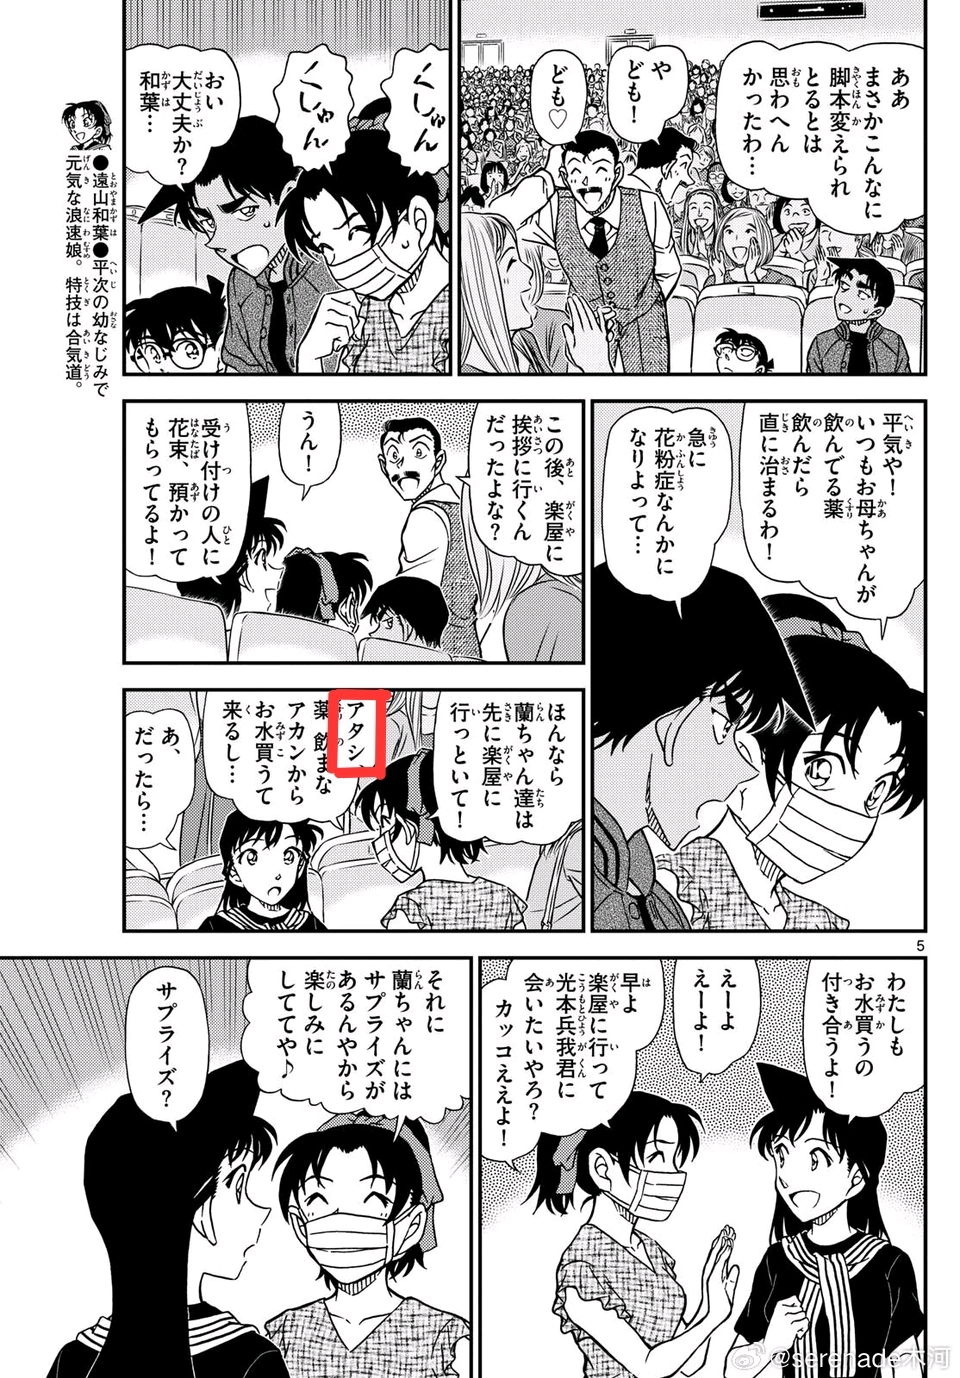 ああ
まさかこんなに
脚本変えられ
とるとは
思わへん
かったわ…
や
ども！
ども♡
くしゅん
くしゅん
おい
大丈夫か？
和葉…
●遠山和葉●平次の幼なじみで
元気な浪速娘。特技は合気道。
平気や！
いつもお母ちゃんが
飲んでる薬
飲んだら
直に治まるわ！
急に
花粉症なんかに
なりよって…
この後、楽屋に
挨拶に行くん
だったよな？
うん！
受け付けの人に
花束、預かって
もらってるよ！
ほんなら
蘭ちゃん達は
先に楽屋に
行っといて！
アタシ、
薬飲まな
アカンから
お水買うて
来るし…
あ、
だったら…
5
わたしも
お水買うの
付き合うよ！
えーよ
えーよ！
早よ
楽屋に行って
光本兵我君に
会いたいやろ？
カッコええよ！
それに
蘭ちゃんには
サプライズが
あるんやから
楽しみに
しててや♪
サプライズ？
@serenade不河